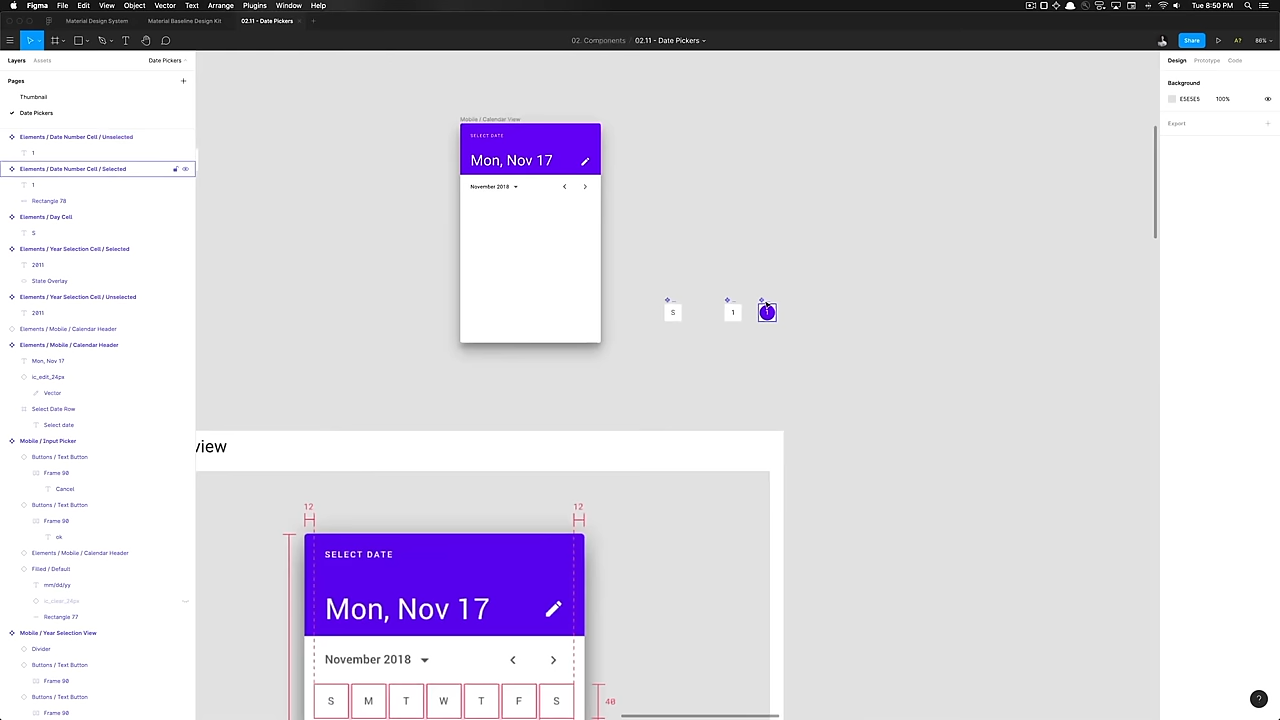 Figma File Edit View Object Vector Text Arrange Plugins Window Help
Tue 8:50 PM
Material Design System Material Baseline Design Kit 02.11 - Date Pickers
02. Components / 02.11 - Date Pickers
Share A? 86%
Layers Assets Date Pickers
Pages
Thumbnail
Date Pickers
Elements / Date Number Cell / Unselected
1
Elements / Date Number Cell / Selected
1
Rectangle 78
Elements / Day Cell
S
Elements / Year Selection Cell / Selected
2011
State Overlay
Elements / Year Selection Cell / Unselected
2011
Elements / Mobile / Calendar Header
Elements / Mobile / Calendar Header
Mon, Nov 17
ic_edit_24px
Vector
Select Date Row
Select date
Mobile / Input Picker
Buttons / Text Button
Frame 90
Cancel
Buttons / Text Button
Frame 90
ok
Elements / Mobile / Calendar Header
Filled / Default
mm/dd/yy
ic_clear_24px
Rectangle 77
Mobile / Year Selection View
Divider
Buttons / Text Button
Frame 90
Buttons / Text Button
Frame 90
Mobile / Calendar View
SELECT DATE
Mon, Nov 17
November 2018
S 1
view
12 12
SELECT DATE
Mon, Nov 17
November 2018
S M T W T F S
40
Design Prototype Code
Background
E5E5E5 100%
Export
?